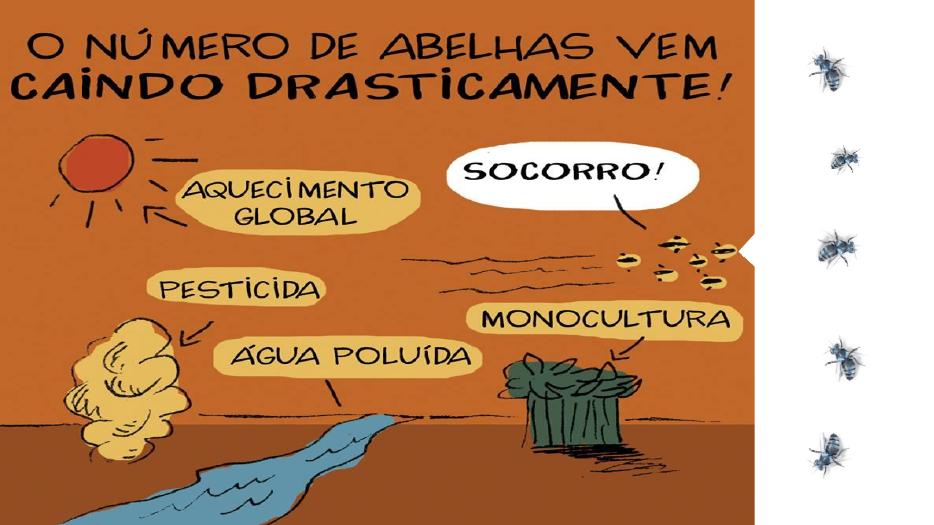 O NÚMERO DE ABELHAS VEM
CAINDO DRASTICAMENTE!
AQUECIMENTO
GLOBAL
SOCORRO!
PESTICIDA
MONOCULTURA
ÁGUA POLUÍDA